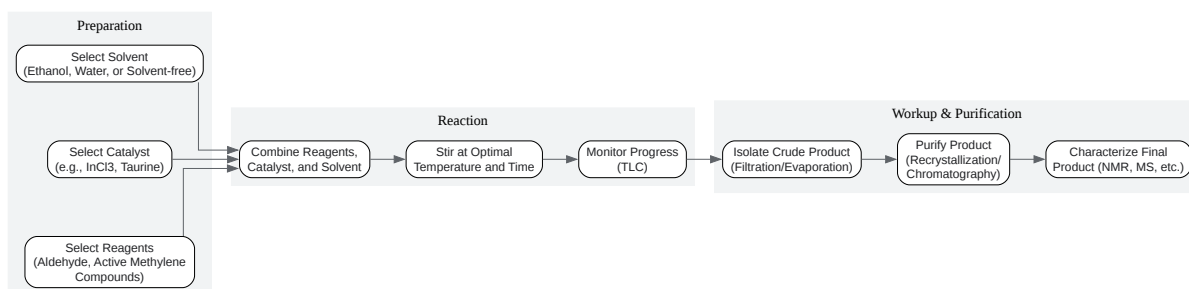 Preparation
Select Solvent
(Ethanol, Water, or Solvent-free)
Select Catalyst
(e.g., InCl3, Taurine)
Select Reagents
(Aldehyde, Active Methylene
Compounds)
Reaction
Combine Reagents,
Catalyst, and Solvent
Stir at Optimal
Temperature and Time
Monitor Progress
(TLC)
Workup & Purification
Isolate Crude Product
(Filtration/Evaporation)
Purify Product
(Recrystallization/
Chromatography)
Characterize Final
Product (NMR, MS, etc.)